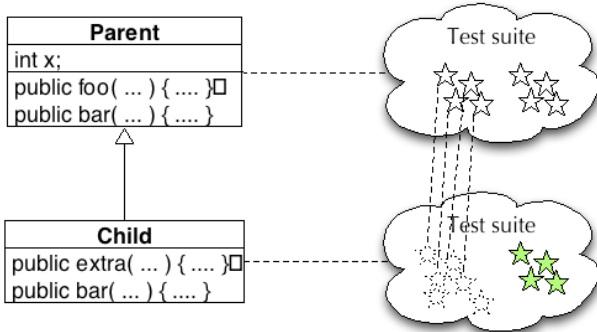 Parent
int x;
public foo( ... ) { .... }
public bar( ... ) { .... }
Test suite
Child
public extra( ... ) { .... }
public bar( ... ) { .... }
Test suite